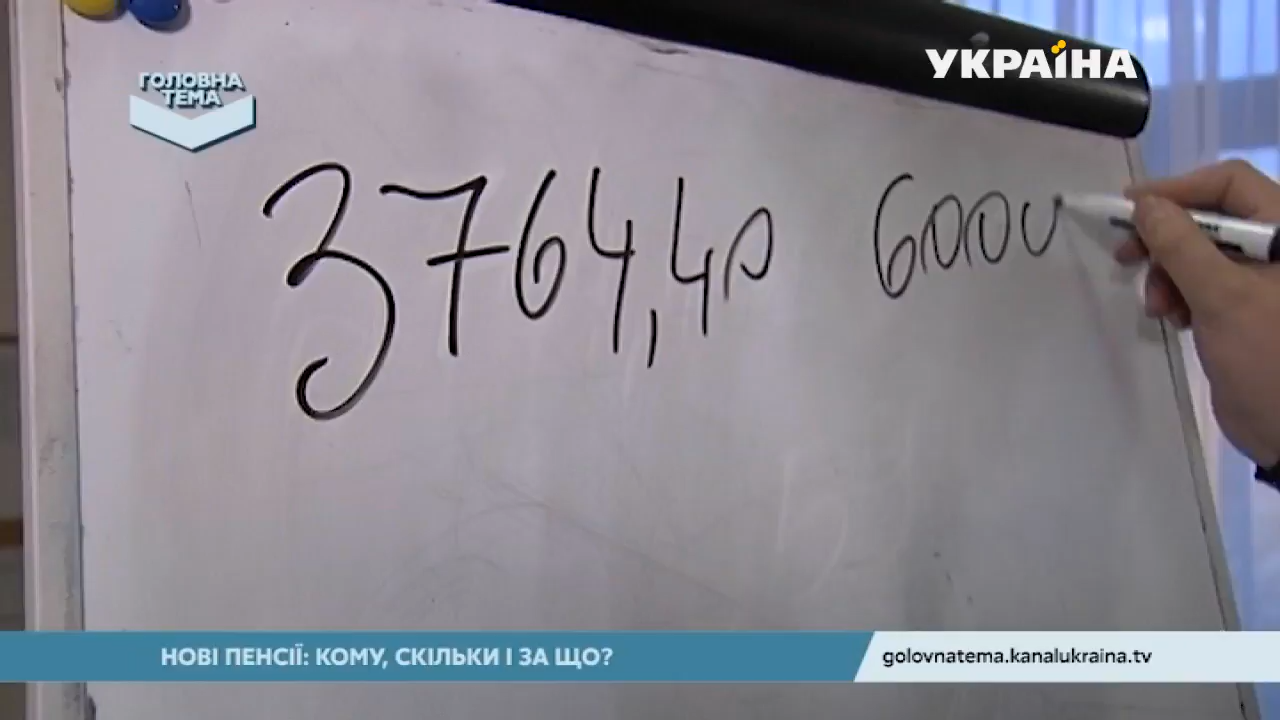 ГОЛОВНА
ТЕМА
УКРАЇНА
3764,40 6000
НОВІ ПЕНСІЇ: КОМУ, СКІЛЬКИ І ЗА ЩО?
golovnatema.kanalukraina.tv